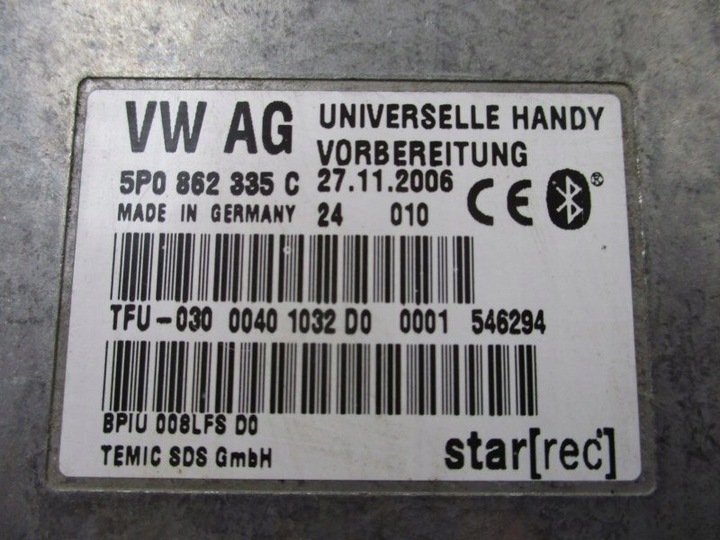 VW AG UNIVERSELLE HANDY
VORBEREITUNG
5P0 862 335 C 27.11.2006 CE ®
MADE IN GERMANY 24 010
TFU-030 0040 1032 D0 0001 546294
BPIU 008LFS D0
TEMIC SDS GmbH star[rec]